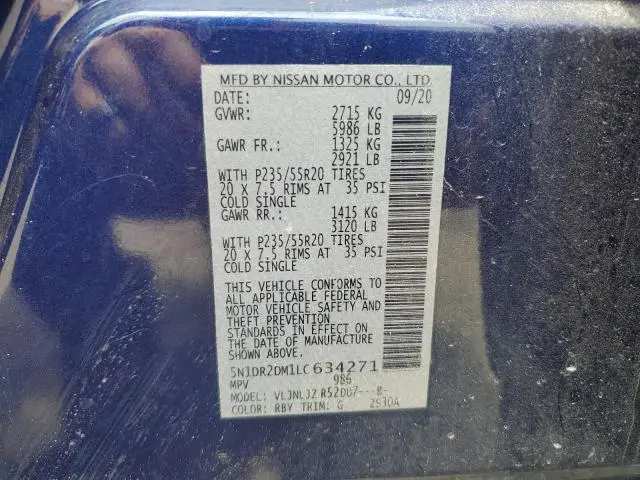 MFD BY NISSAN MOTOR CO., LTD.
DATE: 09/20
GVWR: 2715 KG
5986 LB
GAWR FR.: 1325 KG
2921 LB
WITH P235/55R20 TIRES
20 X 7.5 RIMS AT 35 PSI
COLD SINGLE
GAWR RR.: 1415 KG
3120 LB
WITH P235/55R20 TIRES
20 X 7.5 RIMS AT 35 PSI
COLD SINGLE
THIS VEHICLE CONFORMS TO
ALL APPLICABLE FEDERAL
MOTOR VEHICLE SAFETY AND
THEFT PREVENTION
STANDARDS IN EFFECT ON
THE DATE OF MANUFACTURE
SHOWN ABOVE.
5N1DR2DM1LC634271
MPV 986
MODEL: R52D07---8-
COLOR: RBY TRIM: G